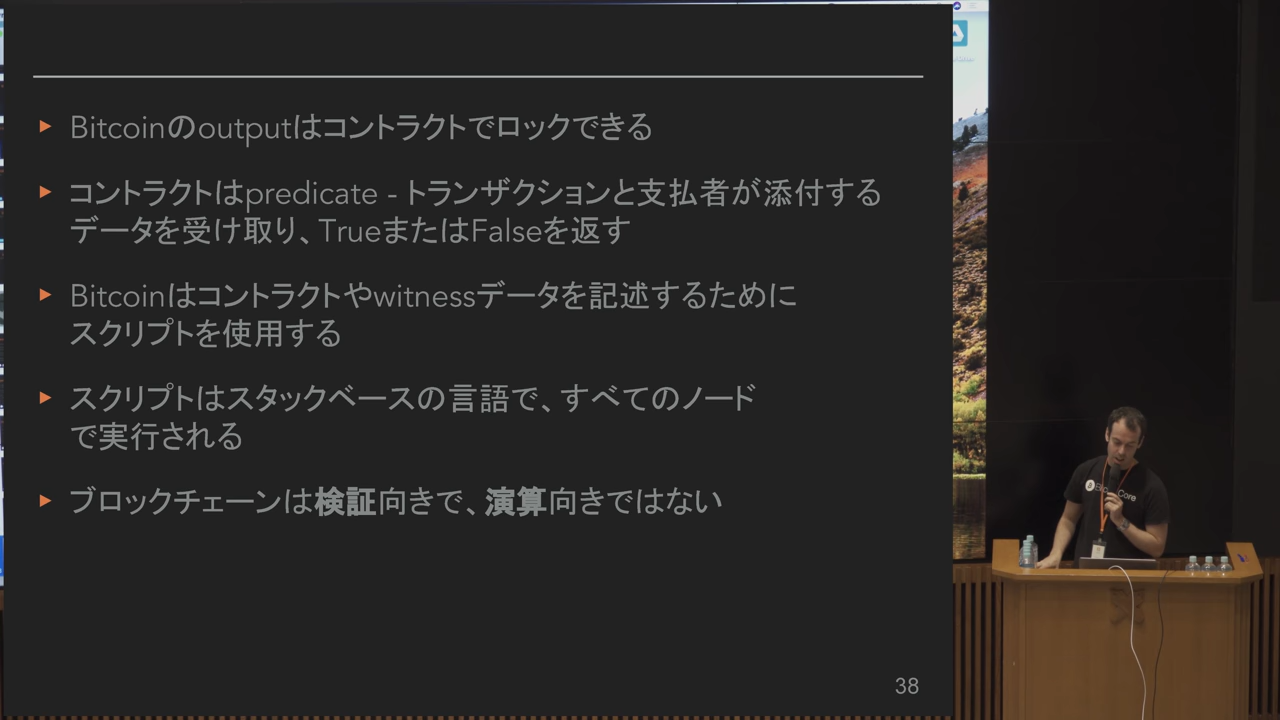 Bitcoinのoutputはコントラクトでロックできる
コントラクトはpredicate - トランザクションと支払者が添付する
データを受け取り、TrueまたはFalseを返す
Bitcoinはコントラクトやwitnessデータを記述するために
スクリプトを使用する
スクリプトはスタックベースの言語で、すべてのノード
で実行される
ブロックチェーンは検証向きで、演算向きではない
38
Core